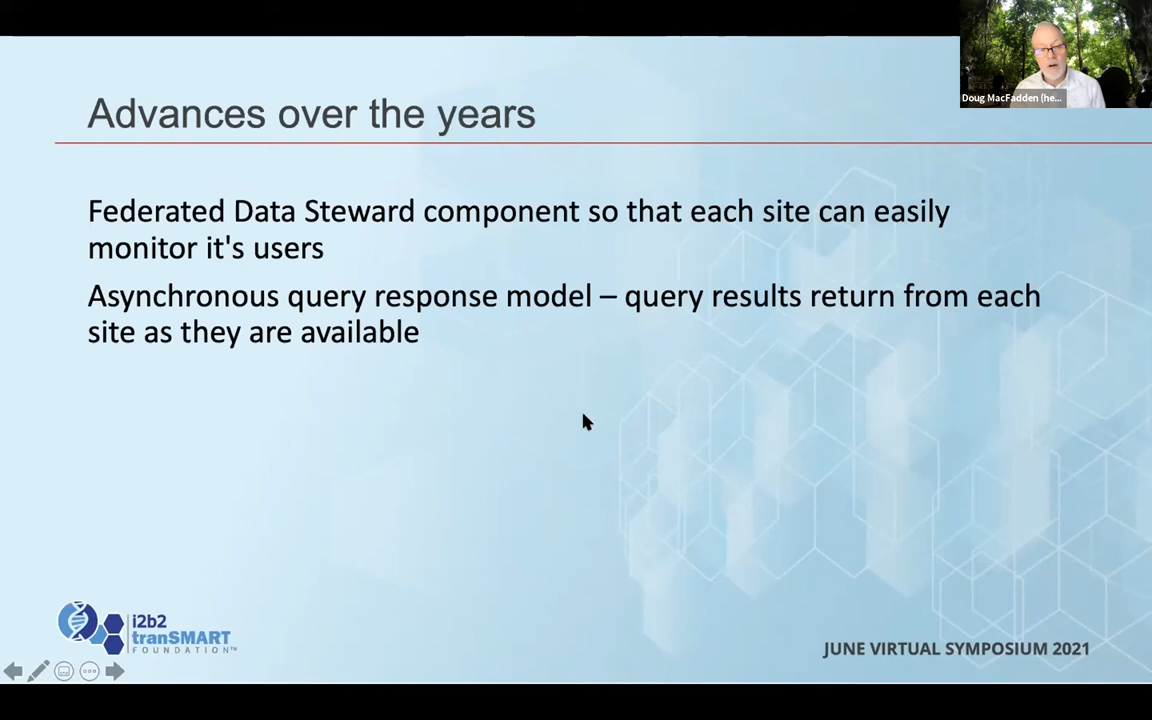 Doug MacFadden (he...
Advances over the years
Federated Data Steward component so that each site can easily
monitor it's users
Asynchronous query response model – query results return from each
site as they are available
i2b2
tranSMART
FOUNDATION™
JUNE VIRTUAL SYMPOSIUM 2021